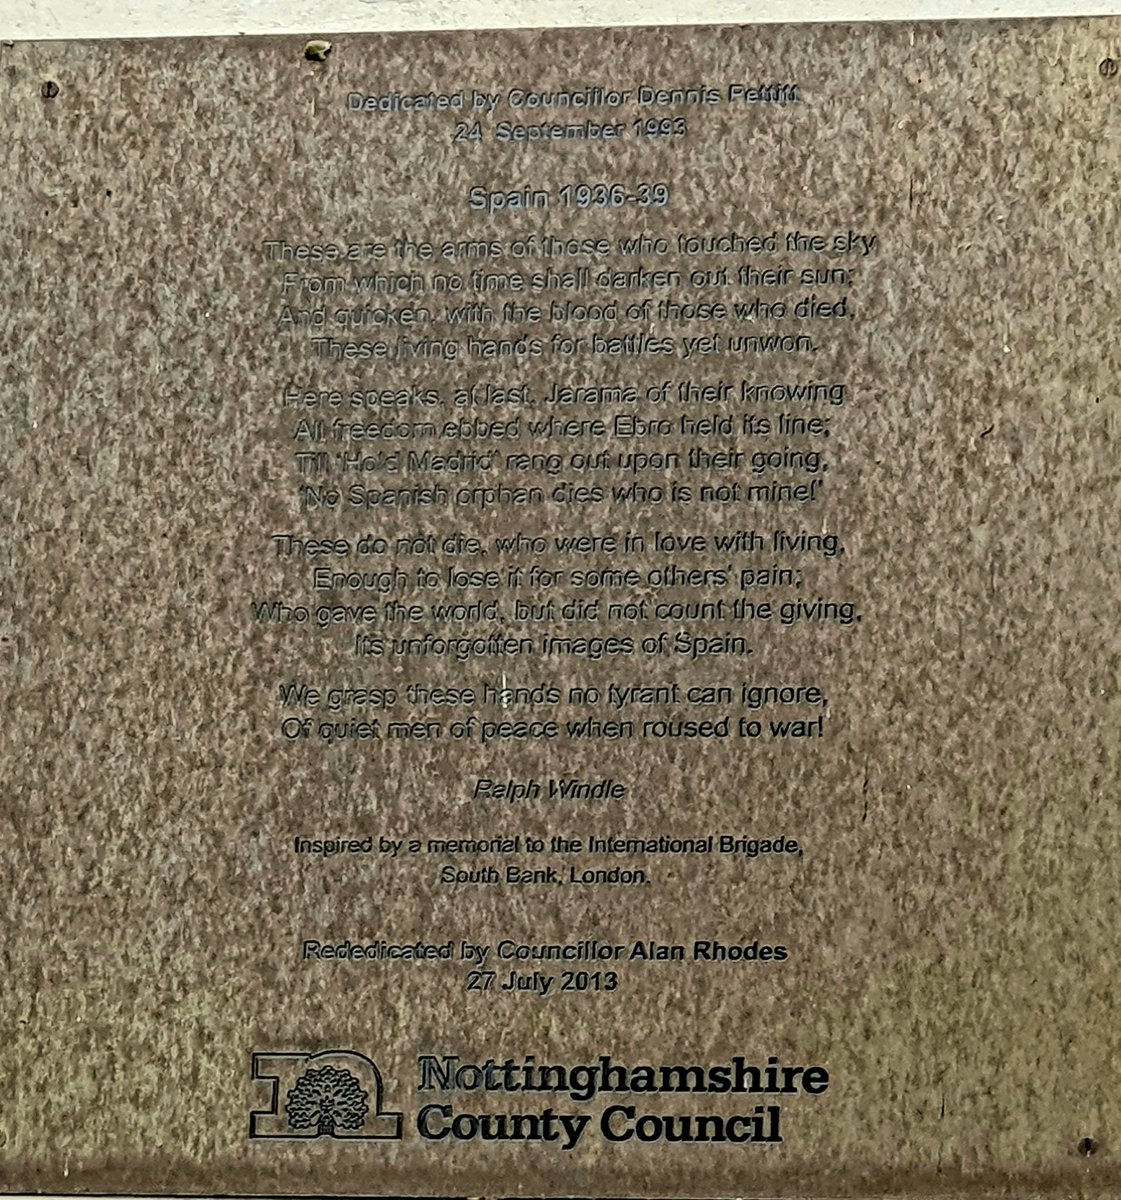 Dedicated by Councillor Dennis Pettitt
24 September 1993
Spain 1936-39
These are the arms of those who touched the sky
From which no time shall darken out their sun;
And quicken, with the blood of those who died,
These living hands for battles yet unwon.
Here speaks, at last, Jarama of their knowing
All freedom ebbed where Ebro held its line;
Till 'Hold Madrid' rang out upon their going,
'No Spanish orphan dies who is not mine!'
These do not die, who were in love with living,
Enough to lose it for some others' pain;
Who gave the world, but did not count the giving,
Its unforgotten images of Spain.
We grasp these hands no tyrant can ignore,
Of quiet men of peace when roused to war!
Ralph Windle
Inspired by a memorial to the International Brigade,
South Bank, London.
Rededicated by Councillor Alan Rhodes
27 July 2013
Nottinghamshire
County Council